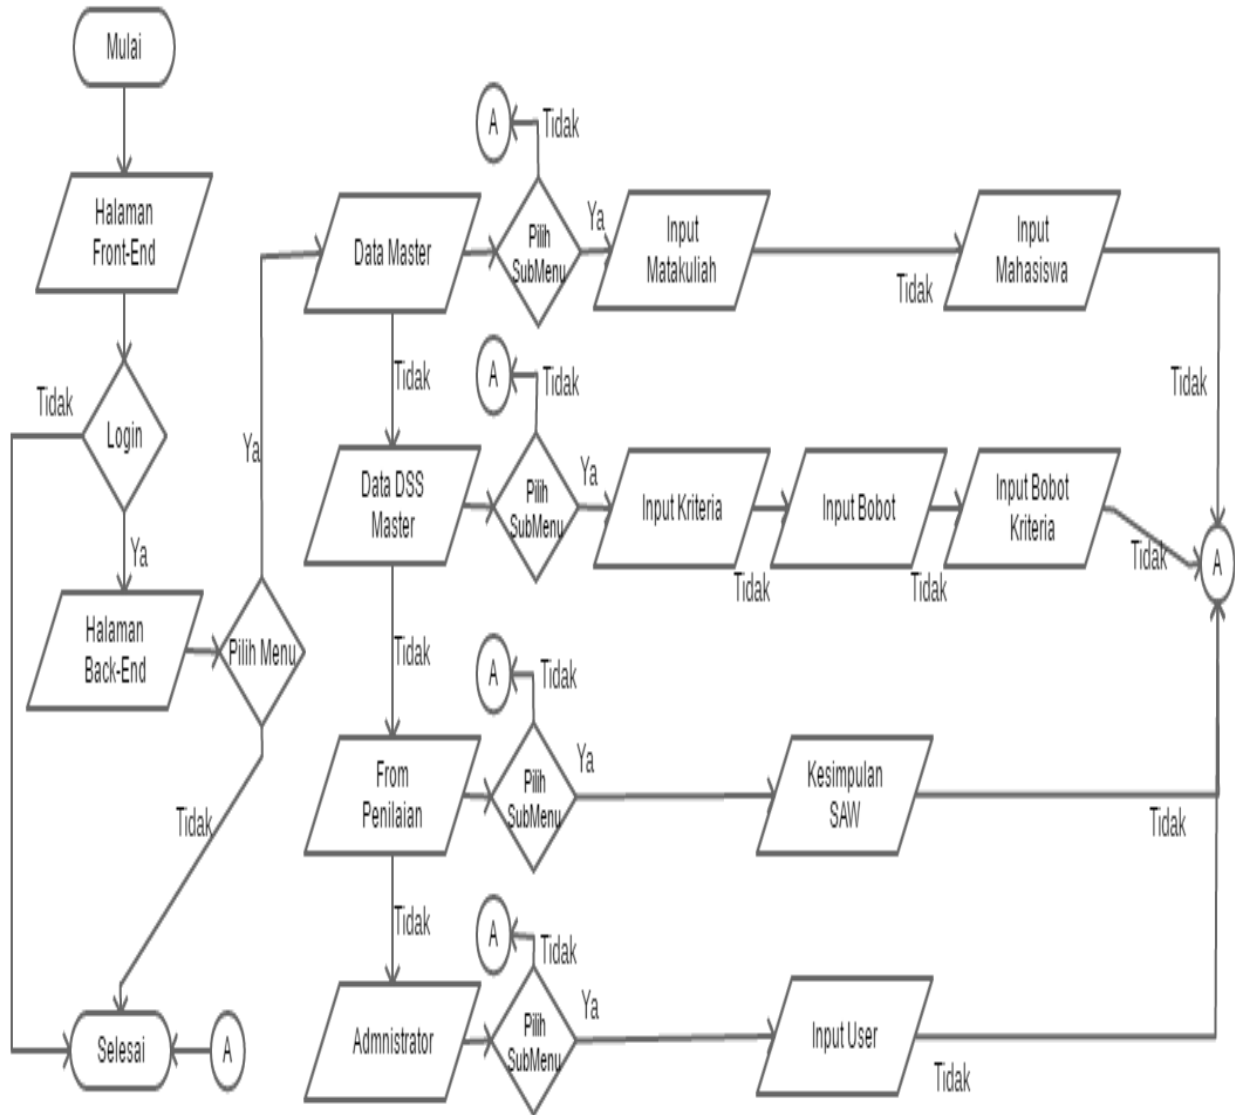 Mulai
Halaman
Front-End
Tidak
Login
Ya
Halaman
Back-End
Pilih Menu
Ya
Tidak
Selesai
A
A
Tidak
Data Master
Pilih
SubMenu
Ya
Input
Matakuliah
Tidak
Input
Mahasiswa
Tidak
Tidak
A
Tidak
Data DSS
Master
Pilih
SubMenu
Ya
Input Kriteria
Tidak
Input Bobot
Tidak
Input Bobot
Kriteria
Tidak
A
Tidak
A
Tidak
From
Penilaian
Pilih
SubMenu
Ya
Kesimpulan
SAW
Tidak
Tidak
A
Tidak
Admnistrator
Pilih
SubMenu
Ya
Input User
Tidak